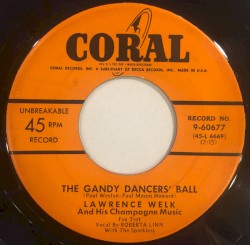 CORAL
CORAL RECORDS, INC. (A SUBSIDIARY OF DECCA RECORDS, INC.) MADE IN U.S.A.
UNBREAKABLE
45 RPM
RECORD
RECORD NO.
9-60677
(45-L 6669)
(2:15)
THE GANDY DANCERS' BALL
(Paul Weston-Paul Mason Howard)
LAWRENCE WELK
And His Champagne Music
Fox Trot
Vocal By ROBERTA LINN
With The Sparklers